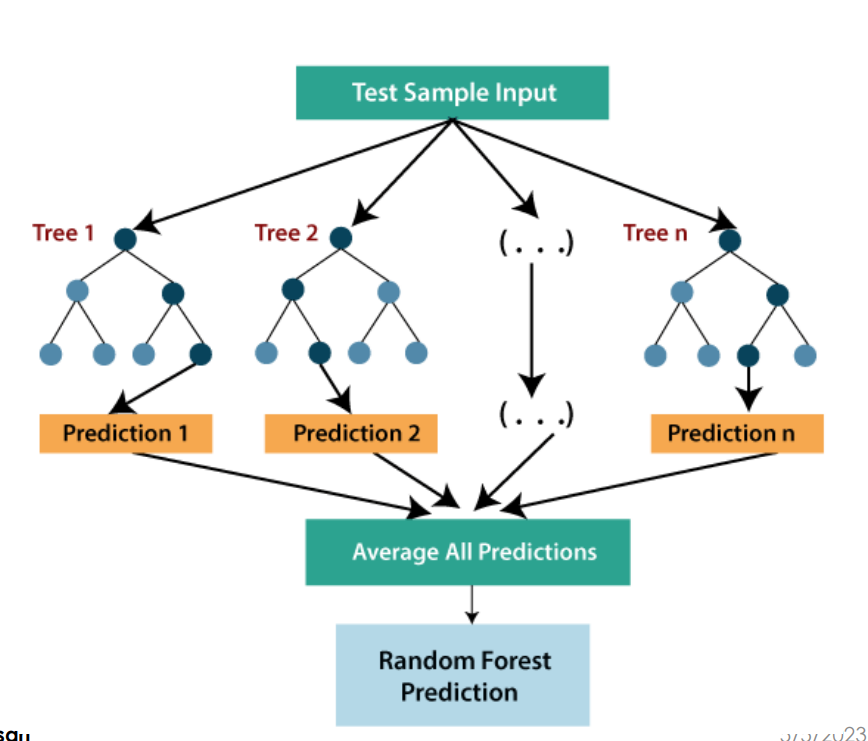 Test Sample Input
Tree 1
Tree 2
(. . .)
Tree n
Prediction 1
Prediction 2
(. . .)
Prediction n
Average All Predictions
Random Forest
Prediction